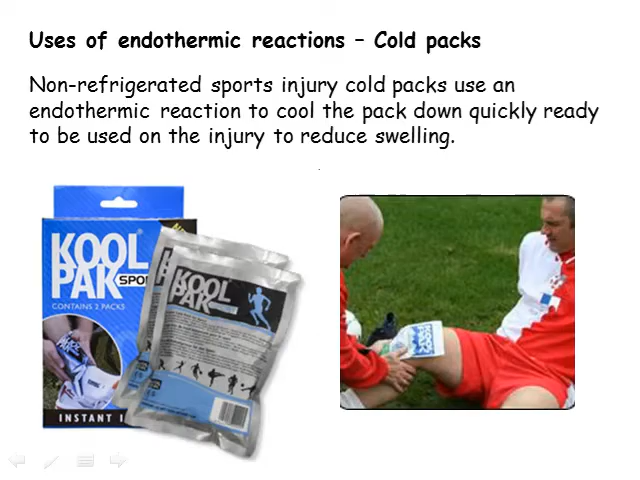 Uses of endothermic reactions – Cold packs
Non-refrigerated sports injury cold packs use an
endothermic reaction to cool the pack down quickly ready
to be used on the injury to reduce swelling.
KOOL
PAK
SPO
CONTAINS 2 PACKS
INSTANT I
KOOL
PAK